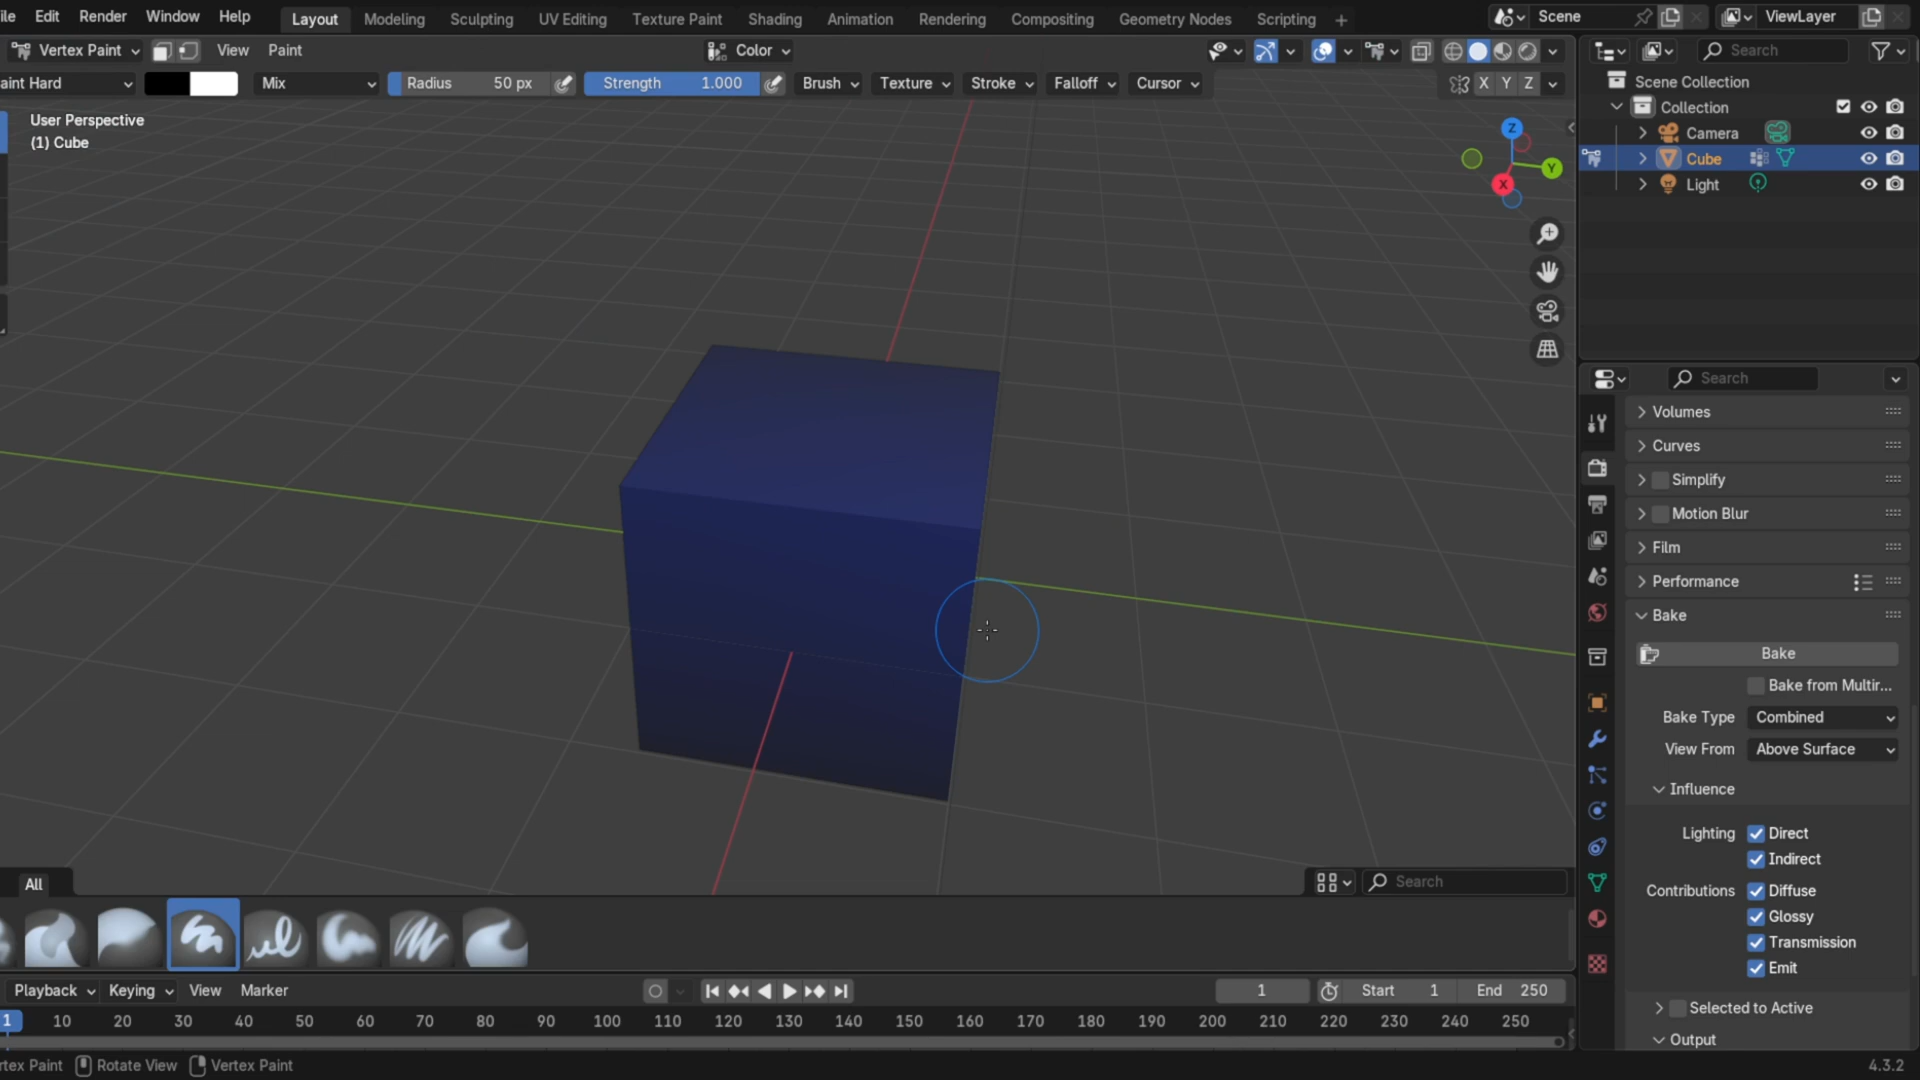 ile Edit Render Window Help Layout Modeling Sculpting UV Editing Texture Paint Shading Animation Rendering Compositing Geometry Nodes Scripting + Scene ViewLayer
Vertex Paint View Paint Color Search
aint Hard Mix Radius 50 px Strength 1.000 Brush Texture Stroke Falloff Cursor X Y Z
Scene Collection
Collection
Camera
Cube
Light
User Perspective
(1) Cube
Z
Y
X
Search
Volumes
Curves
Simplify
Motion Blur
Film
Performance
Bake
Bake
Bake from Multir...
Bake Type Combined
View From Above Surface
Influence
Lighting Direct
Indirect
Contributions Diffuse
Glossy
Transmission
Emit
Selected to Active
Output
All Search
Playback Keying View Marker 1 Start 1 End 250
1 10 20 30 40 50 60 70 80 90 100 110 120 130 140 150 160 170 180 190 200 210 220 230 240 250
rtex Paint Rotate View Vertex Paint 4.3.2